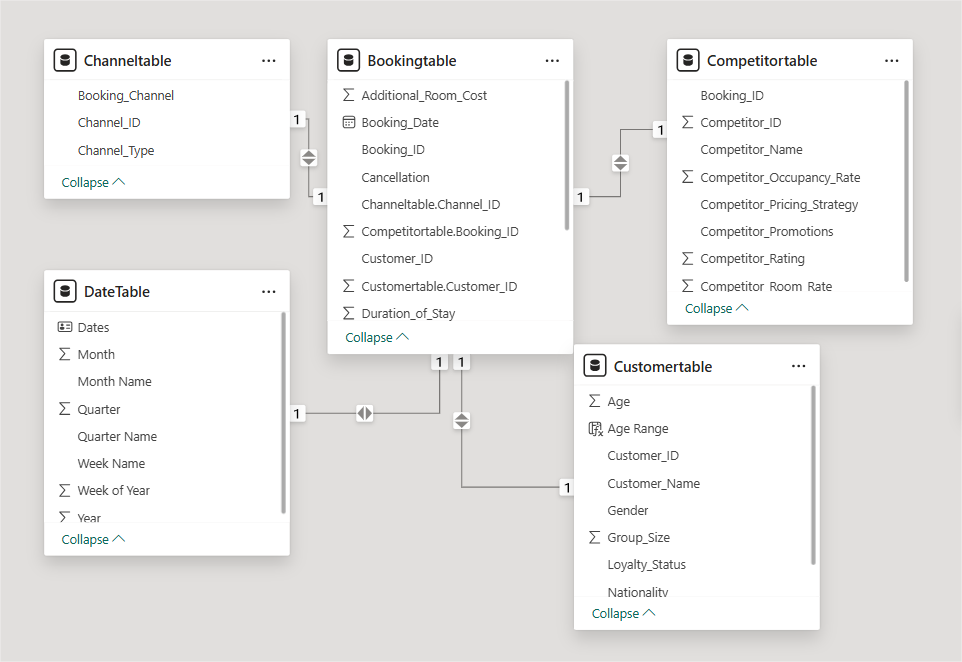 Channeltable
Booking_Channel
Channel_ID
Channel_Type
Collapse
Bookingtable
Additional_Room_Cost
Booking_Date
Booking_ID
Cancellation
Channeltable.Channel_ID
Competitortable.Booking_ID
Customer_ID
Customertable.Customer_ID
Duration_of_Stay
Collapse
Competitortable
Booking_ID
Competitor_ID
Competitor_Name
Competitor_Occupancy_Rate
Competitor_Pricing_Strategy
Competitor_Promotions
Competitor_Rating
Competitor_Room_Rate
Collapse
1
1
1
1
DateTable
Dates
Month
Month Name
Quarter
Quarter Name
Week Name
Week of Year
Year
Collapse
1
1
1
1
Customertable
Age
Age Range
Customer_ID
Customer_Name
Gender
Group_Size
Loyalty_Status
Nationality
Collapse